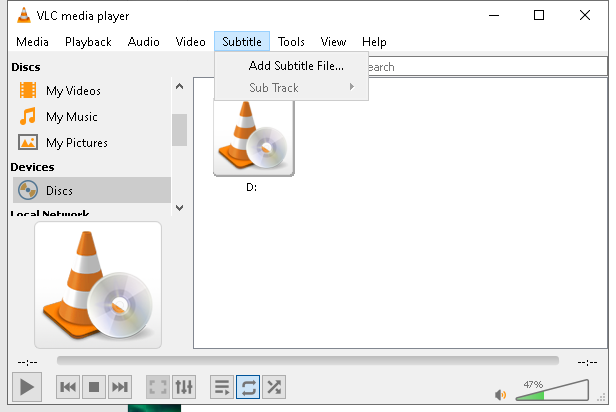 VLC media player
Media Playback Audio Video Subtitle Tools View Help
Discs
Add Subtitle File...
earch
Sub Track
My Videos
My Music
My Pictures
Devices
Discs
Local Network
D:
--:--
--:--
47%